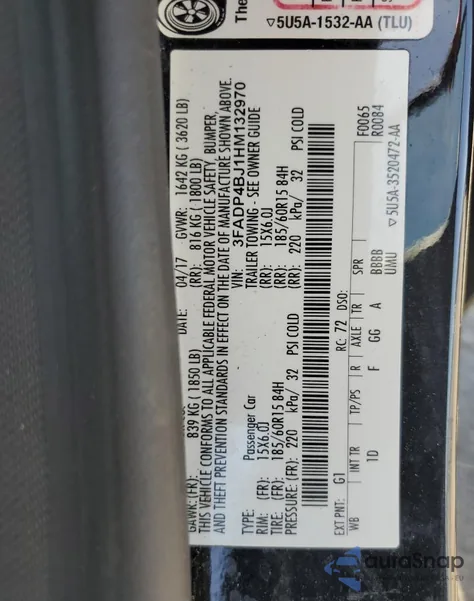 The
▽5U5A-1532-AA (TLU)
DATE: 04/17 GVWR: 1642 KG ( 3620 LB)
GAWR: (FR): 839 KG (1850 LB) (RR): 816 KG (1800 LB)
THIS VEHICLE CONFORMS TO ALL APPLICABLE FEDERAL MOTOR VEHICLE SAFETY, BUMPER,
AND THEFT PREVENTION STANDARDS IN EFFECT ON THE DATE OF MANUFACTURE SHOWN ABOVE.
VIN: 3FADP4BJ1HM132970
TYPE: Passenger Car TRAILER TOWING - SEE OWNER GUIDE
RIM: (FR): 15X6.0J (RR): 15X6.0J
TIRE: (FR): 185/60R15 84H (RR): 185/60R15 84H
PRESSURE: (FR): 220 kPa/ 32 PSI COLD (RR): 220 kPa/ 32 PSI COLD
EXT PNT: G1 RC: 72 DSO: F0065
R0084
WB INT TR TP/PS R AXLE TR SPR
1D F GG A BBBB
UMU
▽5U5A-3520472-AA
auraSnap